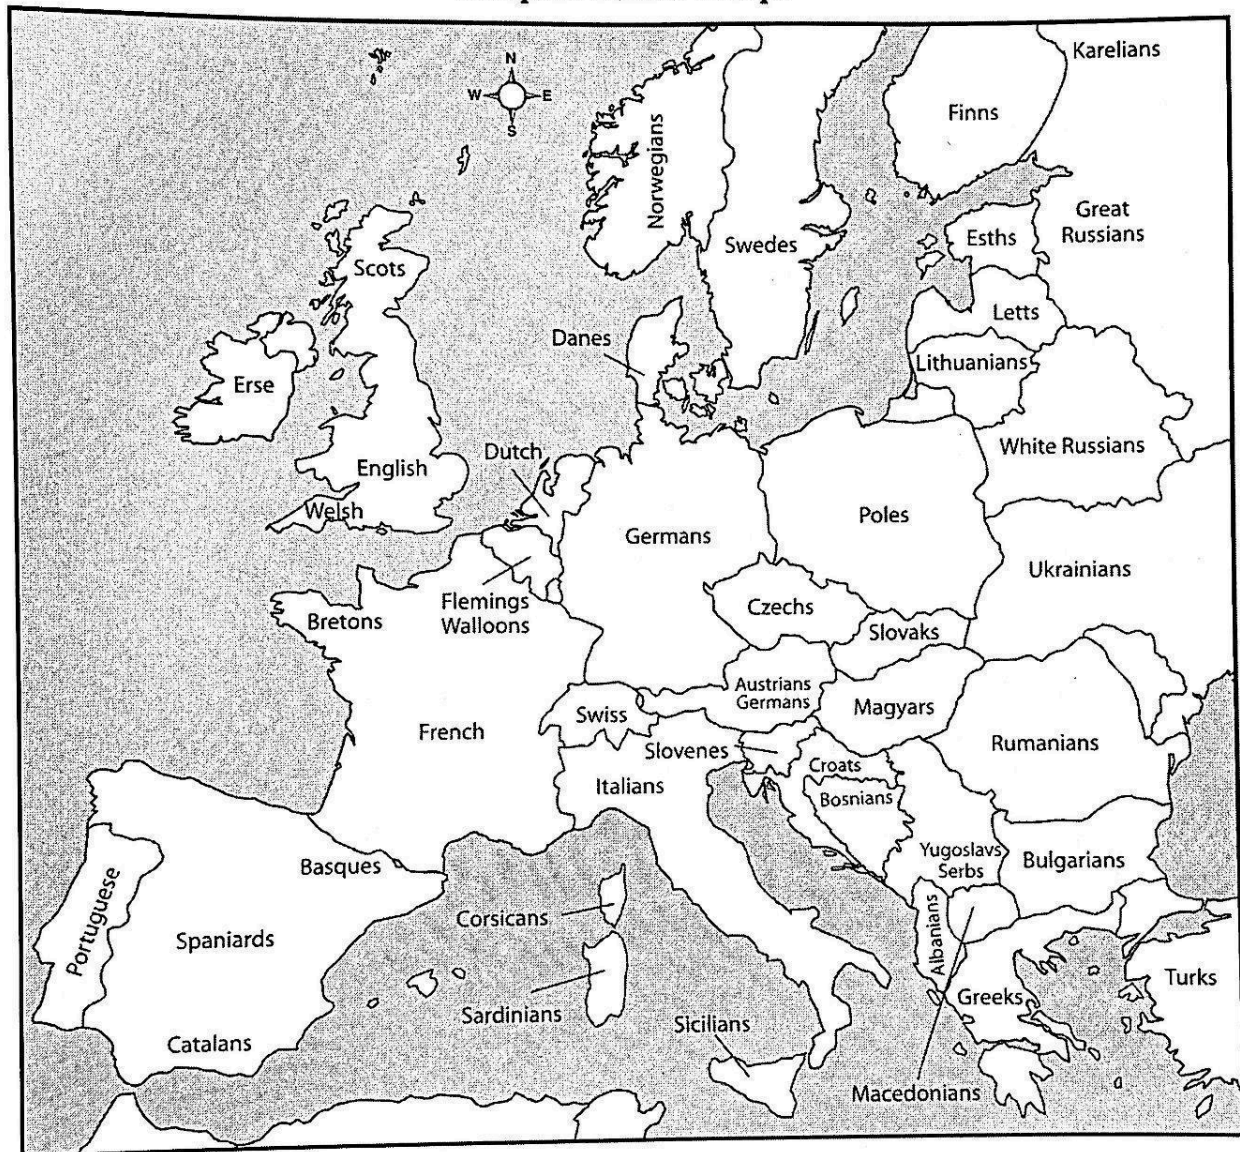 N
W
E
S
Karelians
Finns
Norwegians
Great
Russians
Swedes
Esths
Scots
Letts
Danes
Lithuanians
Erse
White Russians
Dutch
English
Welsh
Poles
Germans
Ukrainians
Czechs
Flemings
Walloons
Bretons
Slovaks
Austrians
Germans
Magyars
Swiss
French
Slovenes
Rumanians
Croats
Italians
Bosnians
Yugoslavs
Serbs
Bulgarians
Basques
Portuguese
Corsicans
Albanians
Spaniards
Turks
Greeks
Sardinians
Sicilians
Catalans
Macedonians